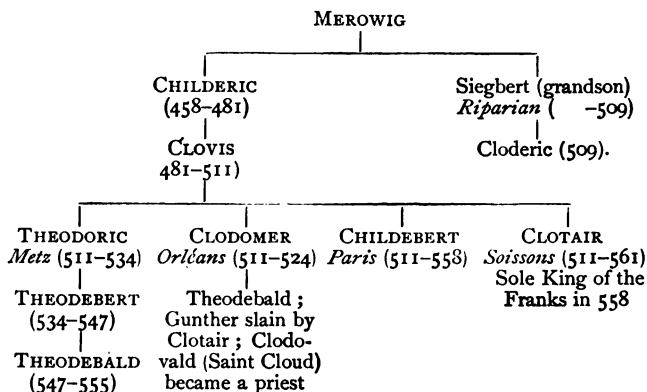 MEROWIG
CHILDERIC
(458–481)
Siegbert (grandson)
Riparian ( –509)
CLOVIS
481–511)
Cloderic (509).
THEODORIC
Metz (511–534)
CLODOMER
Orléans (511–524)
CHILDEBERT
Paris (511–558)
CLOTAIR
Soissons (511–561)
Sole King of the
Franks in 558
THEODEBERT
(534–547)
THEODEBALD
(547–555)
Theodebald ;
Gunther slain by
Clotair ; Clodo-
vald (Saint Cloud)
became a priest